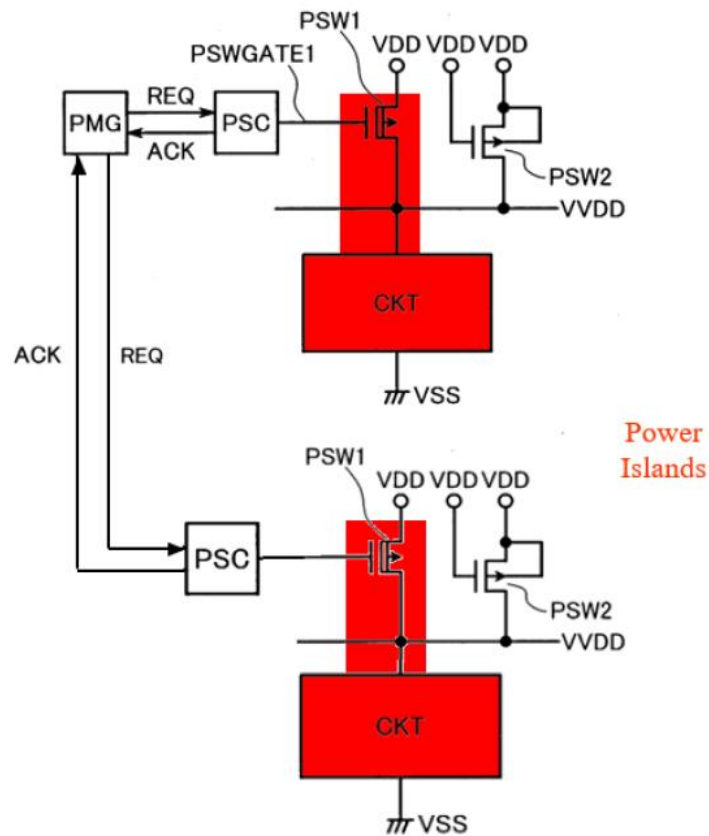 PSW1
PSWGATE1
VDD VDD VDD
REQ
PMG
PSC
ACK
PSW2
VVDD
CKT
ACK
REQ
VSS
Power
Islands
PSW1
VDD VDD VDD
PSC
PSW2
VVDD
CKT
VSS